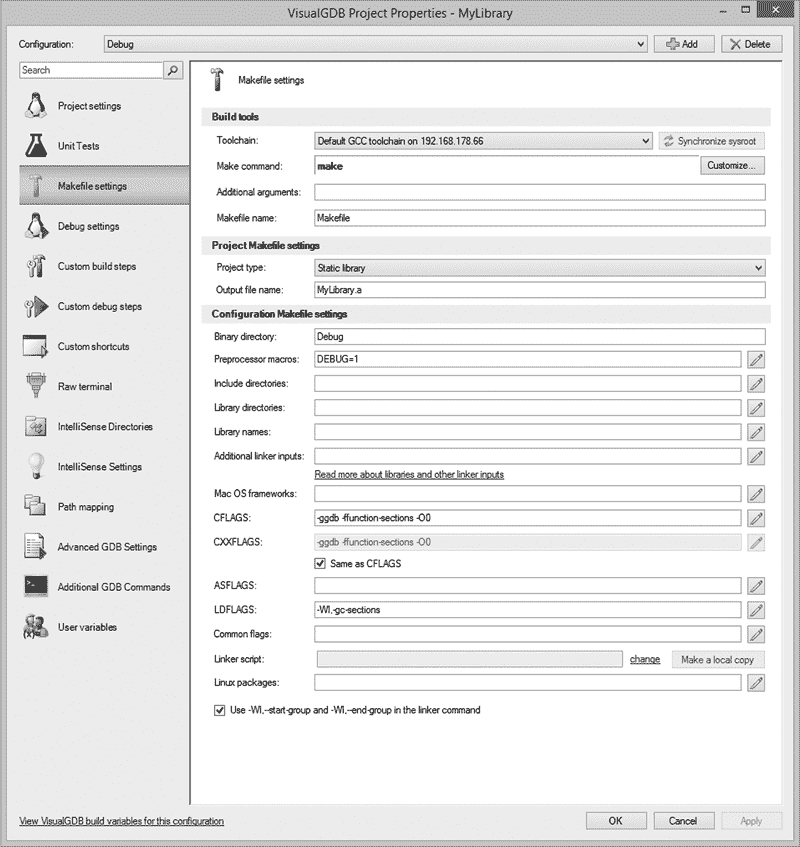 VisualGDB Project Properties - MyLibrary
Configuration: Debug Add Delete
Search
Project settings
Unit Tests
Makefile settings
Debug settings
Custom build steps
Custom debug steps
Custom shortcuts
Raw terminal
IntelliSense Directories
IntelliSense Settings
Path mapping
Advanced GDB Settings
Additional GDB Commands
User variables
Makefile settings
Build tools
Toolchain: Default GCC toolchain on 192.168.178.66 Synchronize sysroot
Make command: make Customize...
Additional arguments:
Makefile name: Makefile
Project Makefile settings
Project type: Static library
Output file name: MyLibrary.a
Configuration Makefile settings
Binary directory: Debug
Preprocessor macros: DEBUG=1
Include directories:
Library directories:
Library names:
Additional linker inputs:
Read more about libraries and other linker inputs
Mac OS frameworks:
CFLAGS: -ggdb -ffunction-sections -O0
CXXFLAGS: -ggdb -ffunction-sections -O0
Same as CFLAGS
ASFLAGS:
LDFLAGS: -Wl,-gc-sections
Common flags:
Linker script: change Make a local copy
Linux packages:
Use -Wl,--start-group and -Wl,--end-group in the linker command
View VisualGDB build variables for this configuration
OK Cancel Apply